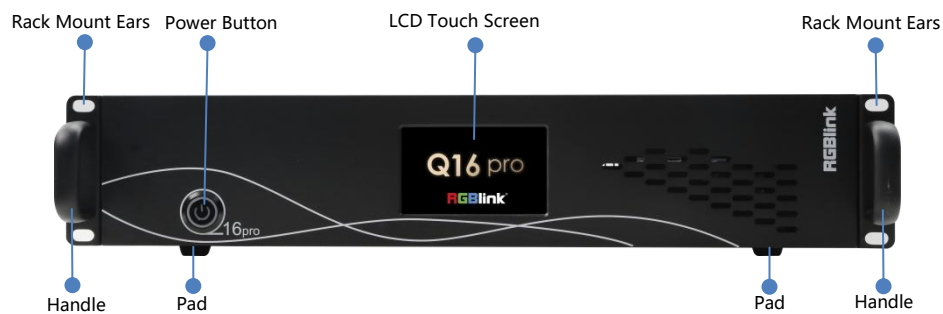 Rack Mount Ears
Power Button
LCD Touch Screen
Rack Mount Ears
RGBlink
Q16 pro
RGBlink
16pro
Handle
Pad
Pad
Handle